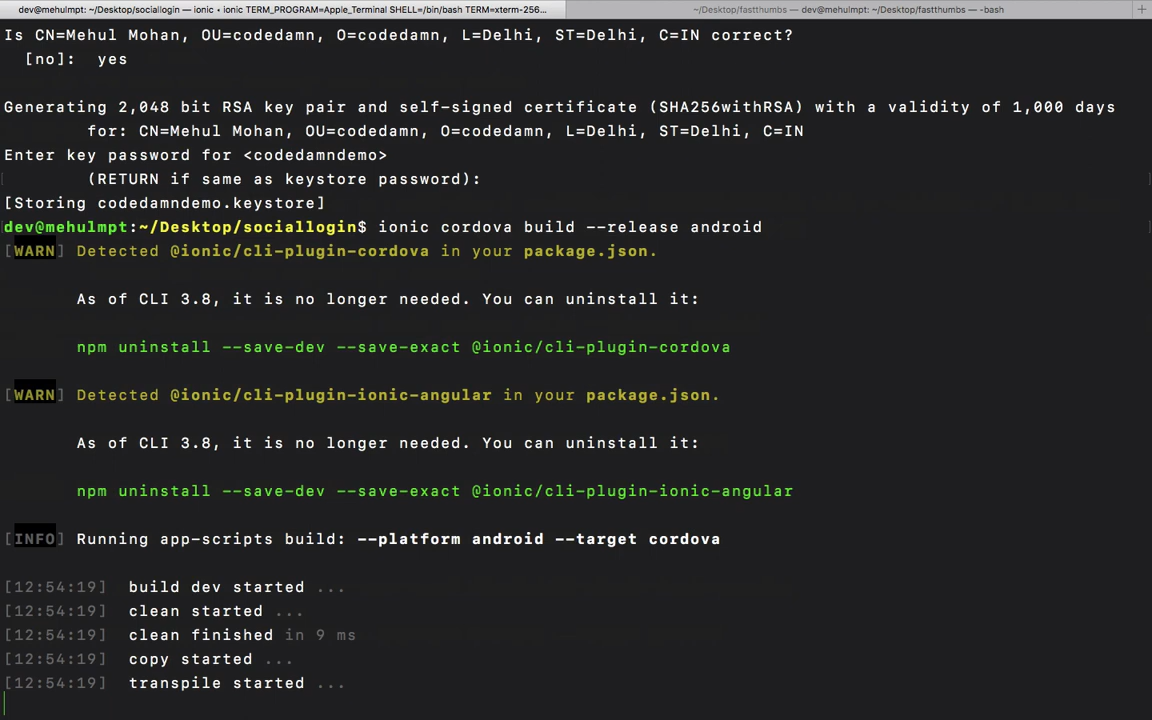 dev@mehulmpt: ~/Desktop/sociallogin — ionic • ionic TERM_PROGRAM=Apple_Terminal SHELL=/bin/bash TERM=xterm-256...
~/Desktop/fastthumbs — dev@mehulmpt: ~/Desktop/fastthumbs — -bash
+
Is CN=Mehul Mohan, OU=codedamn, O=codedamn, L=Delhi, ST=Delhi, C=IN correct?
[no]: yes
Generating 2,048 bit RSA key pair and self-signed certificate (SHA256withRSA) with a validity of 1,000 days
for: CN=Mehul Mohan, OU=codedamn, O=codedamn, L=Delhi, ST=Delhi, C=IN
Enter key password for <codedamndemo>
(RETURN if same as keystore password):
[Storing codedamndemo.keystore]
dev@mehulmpt:~/Desktop/sociallogin$ ionic cordova build --release android
[WARN] Detected @ionic/cli-plugin-cordova in your package.json.
As of CLI 3.8, it is no longer needed. You can uninstall it:
npm uninstall --save-dev --save-exact @ionic/cli-plugin-cordova
[WARN] Detected @ionic/cli-plugin-ionic-angular in your package.json.
As of CLI 3.8, it is no longer needed. You can uninstall it:
npm uninstall --save-dev --save-exact @ionic/cli-plugin-ionic-angular
[INFO] Running app-scripts build: --platform android --target cordova
[12:54:19] build dev started ...
[12:54:19] clean started ...
[12:54:19] clean finished in 9 ms
[12:54:19] copy started ...
[12:54:19] transpile started ...